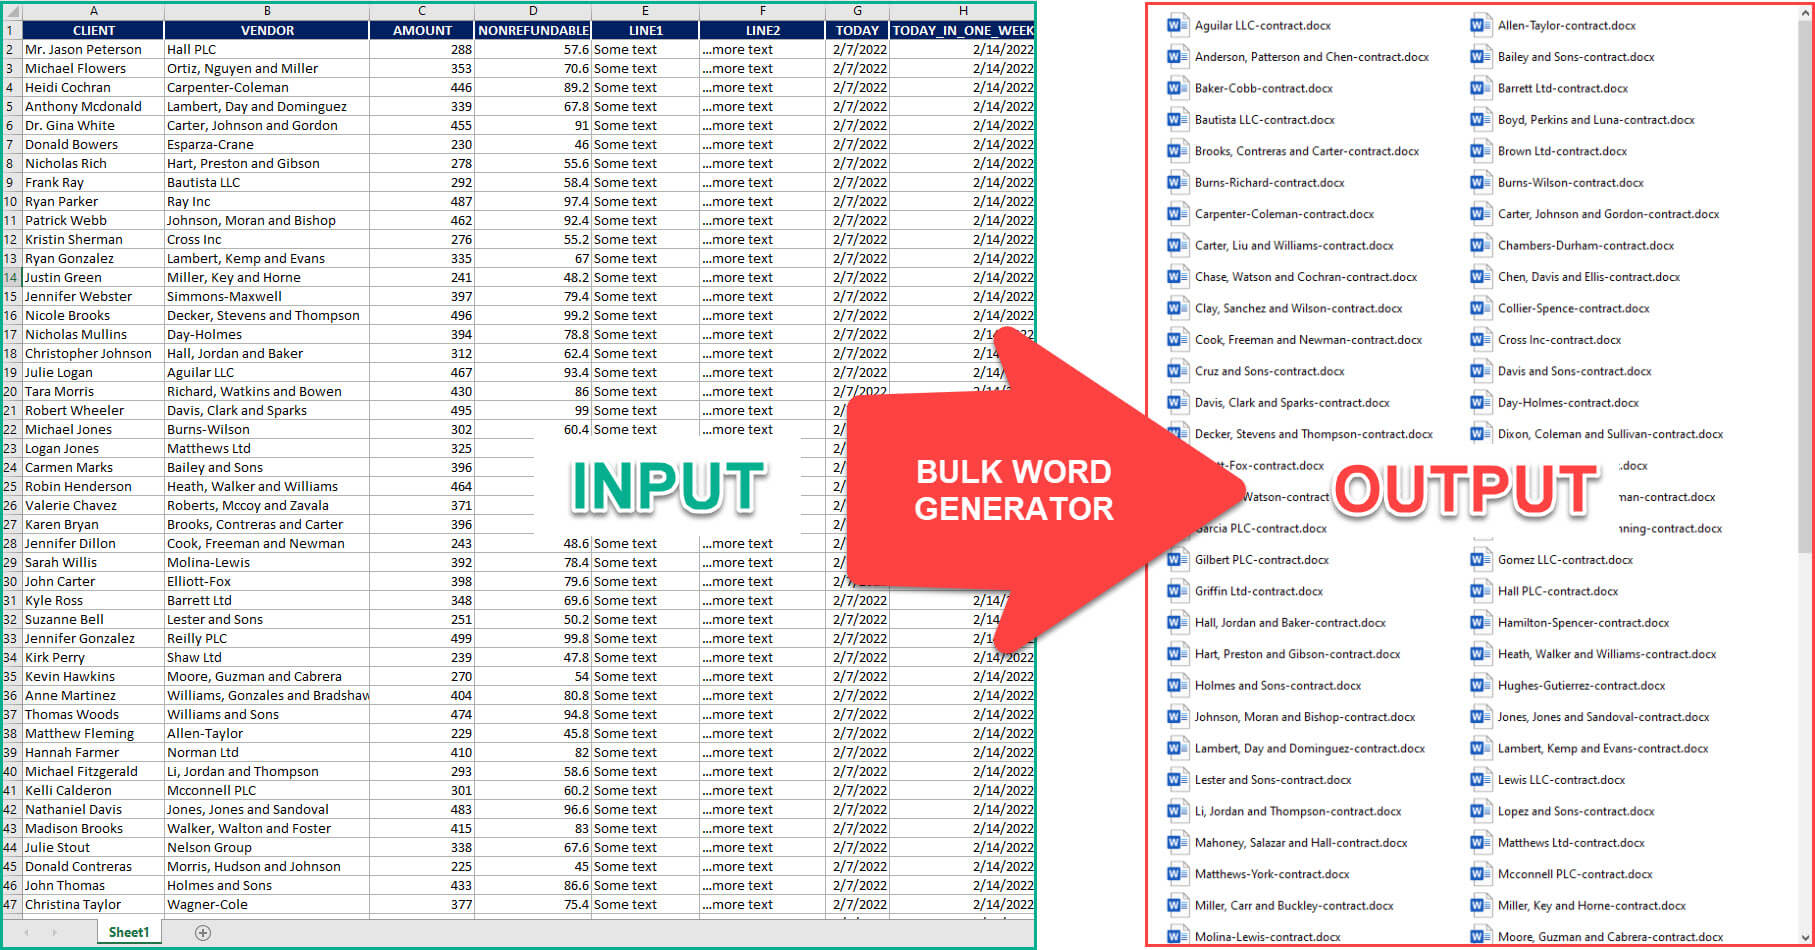 A B C D E F G H
1 CLIENT VENDOR AMOUNT NONREFUNDABLE LINE1 LINE2 TODAY TODAY_IN_ONE_WEEK
2 Mr. Jason Peterson Hall PLC 288 57.6 Some text ...more text 2/7/2022 2/14/2022
3 Michael Flowers Ortiz, Nguyen and Miller 353 70.6 Some text ...more text 2/7/2022 2/14/2022
4 Heidi Cochran Carpenter-Coleman 446 89.2 Some text ...more text 2/7/2022 2/14/2022
5 Anthony Mcdonald Lambert, Day and Dominguez 339 67.8 Some text ...more text 2/7/2022 2/14/2022
6 Dr. Gina White Carter, Johnson and Gordon 455 91 Some text ...more text 2/7/2022 2/14/2022
7 Donald Bowers Esparza-Crane 230 46 Some text ...more text 2/7/2022 2/14/2022
8 Nicholas Rich Hart, Preston and Gibson 278 55.6 Some text ...more text 2/7/2022 2/14/2022
9 Frank Ray Bautista LLC 292 58.4 Some text ...more text 2/7/2022 2/14/2022
10 Ryan Parker Ray Inc 487 97.4 Some text ...more text 2/7/2022 2/14/2022
11 Patrick Webb Johnson, Moran and Bishop 462 92.4 Some text ...more text 2/7/2022 2/14/2022
12 Kristin Sherman Cross Inc 276 55.2 Some text ...more text 2/7/2022 2/14/2022
13 Ryan Gonzalez Lambert, Kemp and Evans 335 67 Some text ...more text 2/7/2022 2/14/2022
14 Justin Green Miller, Key and Horne 241 48.2 Some text ...more text 2/7/2022 2/14/2022
15 Jennifer Webster Simmons-Maxwell 397 79.4 Some text ...more text 2/7/2022 2/14/2022
16 Nicole Brooks Decker, Stevens and Thompson 496 99.2 Some text ...more text 2/7/2022 2/14/2022
17 Nicholas Mullins Day-Holmes 394 78.8 Some text ...more text 2/7/2022
18 Christopher Johnson Hall, Jordan and Baker 312 62.4 Some text ...more text 2/7/2022 2/14
19 Julie Logan Aguilar LLC 467 93.4 Some text ...more text 2/7/2022 2/14
20 Tara Morris Richard, Watkins and Bowen 430 86 Some text ...more text 2/7/2022
21 Robert Wheeler Davis, Clark and Sparks 495 99 Some text ...more text 2/
22 Michael Jones Burns-Wilson 302 60.4 Some text ...more text 2/
23 Logan Jones Matthews Ltd 325 2/
24 Carmen Marks Bailey and Sons 396 2/
25 Robin Henderson Heath, Walker and Williams 464 2/
26 Valerie Chavez Roberts, Mccoy and Zavala 371 2/
27 Karen Bryan Brooks, Contreras and Carter 396 2/
28 Jennifer Dillon Cook, Freeman and Newman 243 48.6 Some text ...more text 2/
29 Sarah Willis Molina-Lewis 392 78.4 Some text ...more text 2/
30 John Carter Elliott-Fox 398 79.6 Some text ...more text 2/
31 Kyle Ross Barrett Ltd 348 69.6 Some text ...more text 2/7/2022 2/14/
32 Suzanne Bell Lester and Sons 251 50.2 Some text ...more text 2/7/2022 2/14
33 Jennifer Gonzalez Reilly PLC 499 99.8 Some text ...more text 2/7/2022 2/1
34 Kirk Perry Shaw Ltd 239 47.8 Some text ...more text 2/7/2022 2/14/2022
35 Kevin Hawkins Moore, Guzman and Cabrera 270 54 Some text ...more text 2/7/2022 2/14/2022
36 Anne Martinez Williams, Gonzales and Bradshaw 404 80.8 Some text ...more text 2/7/2022 2/14/2022
37 Thomas Woods Williams and Sons 474 94.8 Some text ...more text 2/7/2022 2/14/2022
38 Matthew Fleming Allen-Taylor 229 45.8 Some text ...more text 2/7/2022 2/14/2022
39 Hannah Farmer Norman Ltd 410 82 Some text ...more text 2/7/2022 2/14/2022
40 Michael Fitzgerald Li, Jordan and Thompson 293 58.6 Some text ...more text 2/7/2022 2/14/2022
41 Kelli Calderon Mcconnell PLC 301 60.2 Some text ...more text 2/7/2022 2/14/2022
42 Nathaniel Davis Jones, Jones and Sandoval 483 96.6 Some text ...more text 2/7/2022 2/14/2022
43 Madison Brooks Walker, Walton and Foster 415 83 Some text ...more text 2/7/2022 2/14/2022
44 Julie Stout Nelson Group 338 67.6 Some text ...more text 2/7/2022 2/14/2022
45 Donald Contreras Morris, Hudson and Johnson 225 45 Some text ...more text 2/7/2022 2/14/2022
46 John Thomas Holmes and Sons 433 86.6 Some text ...more text 2/7/2022 2/14/2022
47 Christina Taylor Wagner-Cole 377 75.4 Some text ...more text 2/7/2022 2/14/2022
Sheet1
INPUT
BULK WORD
GENERATOR
OUTPUT
Aguilar LLC-contract.docx Allen-Taylor-contract.docx
Anderson, Patterson and Chen-contract.docx Bailey and Sons-contract.docx
Baker-Cobb-contract.docx Barrett Ltd-contract.docx
Bautista LLC-contract.docx Boyd, Perkins and Luna-contract.docx
Brooks, Contreras and Carter-contract.docx Brown Ltd-contract.docx
Burns-Richard-contract.docx Burns-Wilson-contract.docx
Carpenter-Coleman-contract.docx Carter, Johnson and Gordon-contract.docx
Carter, Liu and Williams-contract.docx Chambers-Durham-contract.docx
Chase, Watson and Cochran-contract.docx Chen, Davis and Ellis-contract.docx
Clay, Sanchez and Wilson-contract.docx Collier-Spence-contract.docx
Cook, Freeman and Newman-contract.docx Cross Inc-contract.docx
Cruz and Sons-contract.docx Davis and Sons-contract.docx
Davis, Clark and Sparks-contract.docx Day-Holmes-contract.docx
Decker, Stevens and Thompson-contract.docx Dixon, Coleman and Sullivan-contract.docx
tt-Fox-contract.docx .docx
Watson-contract man-contract.docx
Garcia PLC-contract.docx nning-contract.docx
Gilbert PLC-contract.docx Gomez LLC-contract.docx
Griffin Ltd-contract.docx Hall PLC-contract.docx
Hall, Jordan and Baker-contract.docx Hamilton-Spencer-contract.docx
Hart, Preston and Gibson-contract.docx Heath, Walker and Williams-contract.docx
Holmes and Sons-contract.docx Hughes-Gutierrez-contract.docx
Johnson, Moran and Bishop-contract.docx Jones, Jones and Sandoval-contract.docx
Lambert, Day and Dominguez-contract.docx Lambert, Kemp and Evans-contract.docx
Lester and Sons-contract.docx Lewis LLC-contract.docx
Li, Jordan and Thompson-contract.docx Lopez and Sons-contract.docx
Mahoney, Salazar and Hall-contract.docx Matthews Ltd-contract.docx
Matthews-York-contract.docx Mcconnell PLC-contract.docx
Miller, Carr and Buckley-contract.docx Miller, Key and Horne-contract.docx
Molina-Lewis-contract.docx Moore, Guzman and Cabrera-contract.docx